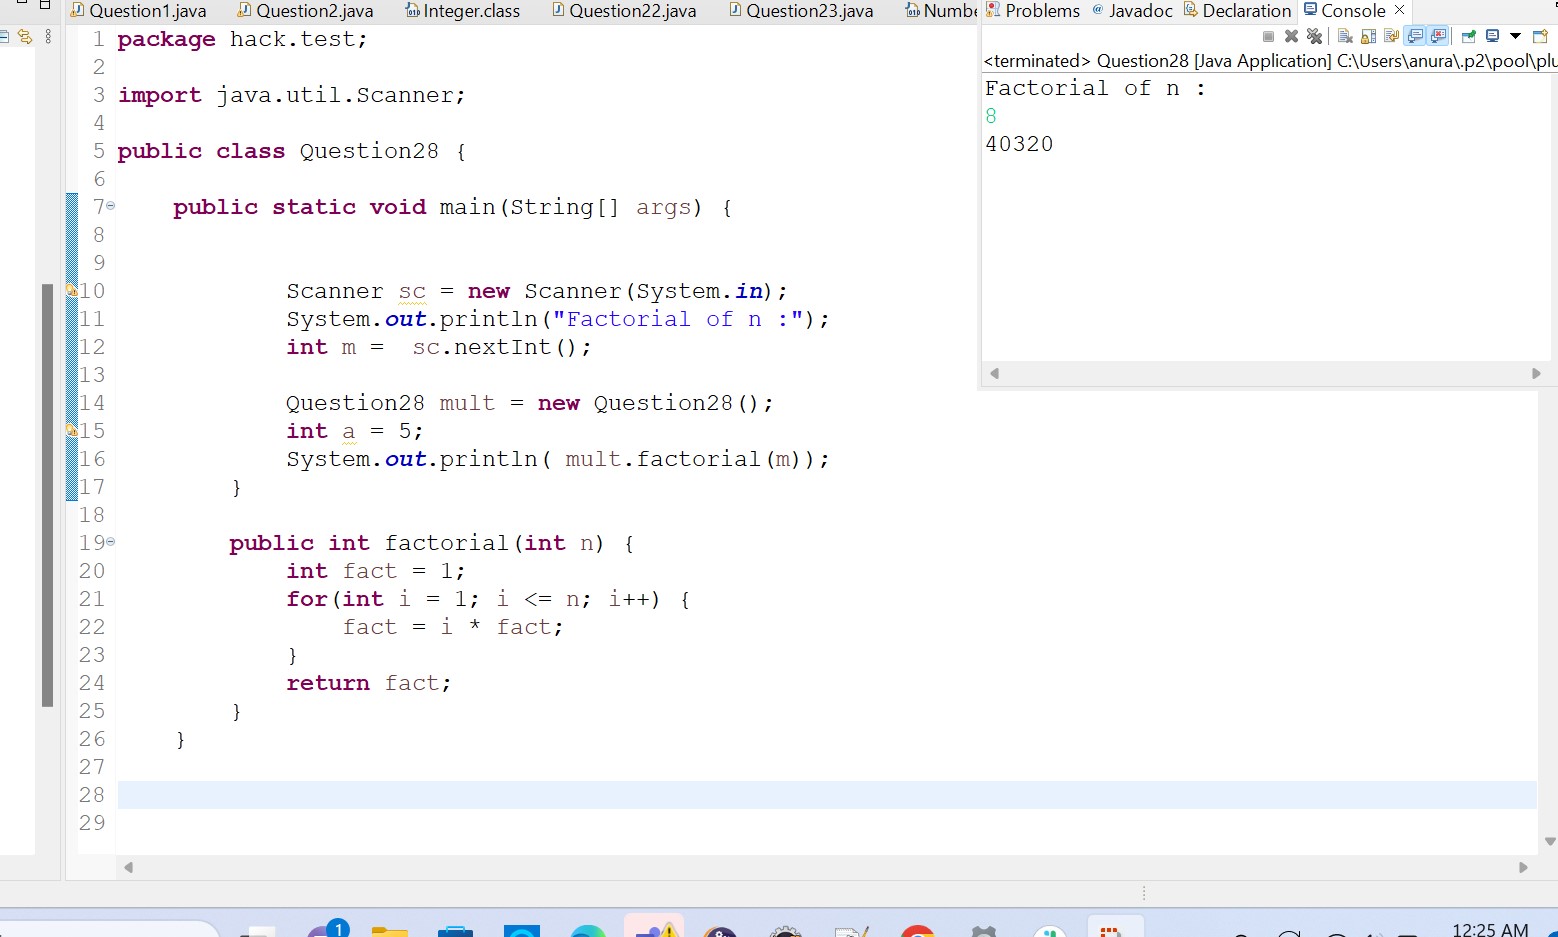 Question1.java Question2.java Integer.class Question22.java Question23.java Problems Javadoc Declaration Console
<terminated> Question28 [Java Application] C:\Users\anura\.p2\pool\plu
Factorial of n :
8
40320
1 package hack.test;
2
3 import java.util.Scanner;
4
5 public class Question28 {
6
7 public static void main(String[] args) {
8
9
10 Scanner sc = new Scanner(System.in);
11 System.out.println("Factorial of n :");
12 int m =  sc.nextInt();
13
14 Question28 mult = new Question28();
15 int a = 5;
16 System.out.println( mult.factorial(m));
17 }
18
19 public int factorial(int n) {
20 int fact = 1;
21 for(int i = 1; i <= n; i++) {
22 fact = i * fact;
23 }
24 return fact;
25 }
26 }
27
28
29
1
12:25 AM